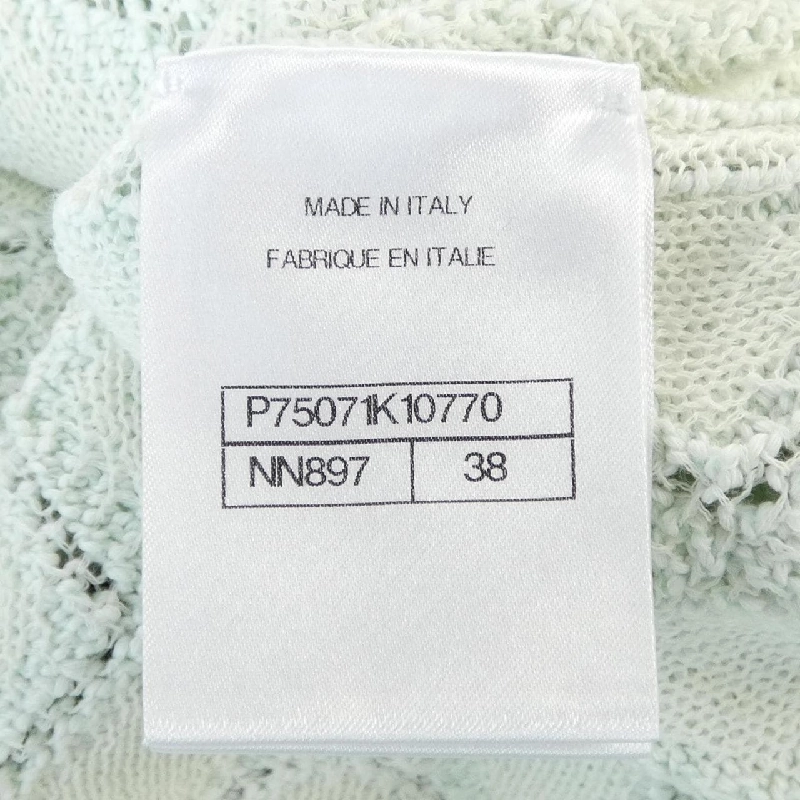 MADE IN ITALY
FABRIQUE EN ITALIE
P75071K10770
NN897 38